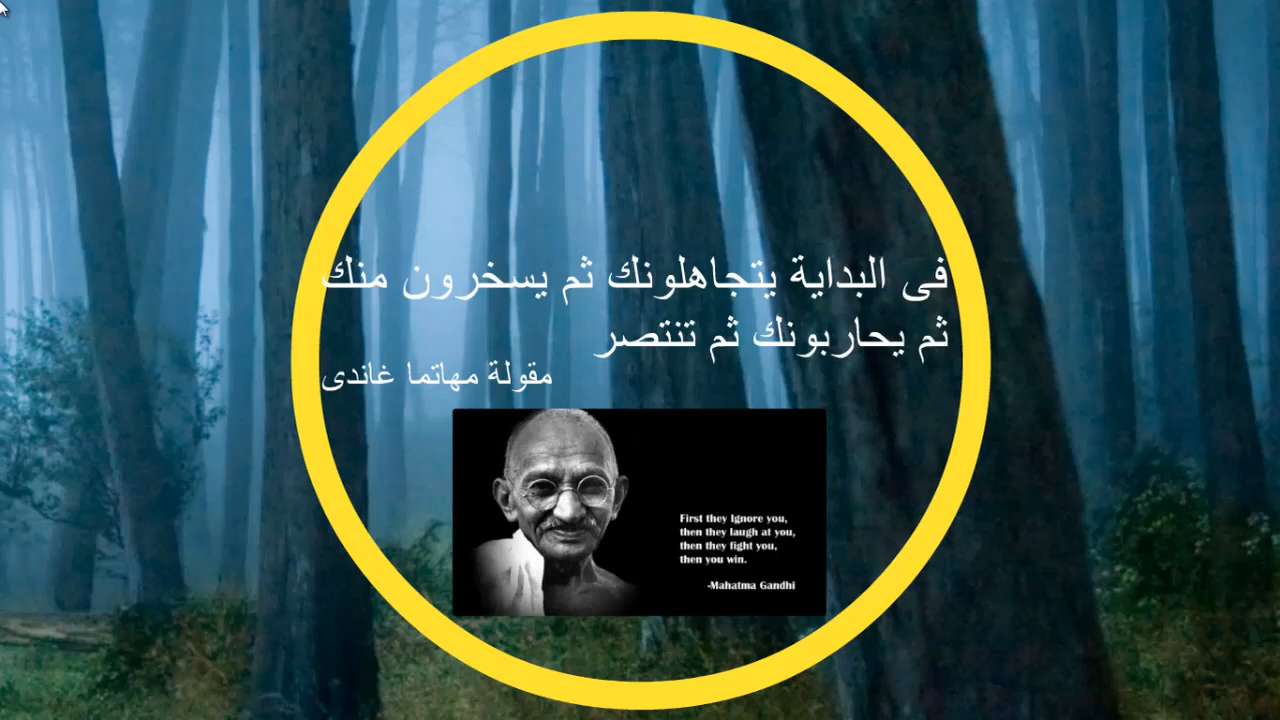 فى البداية يتجاهلونك ثم يسخرون منك
ثم يحاربونك ثم تنتصر
مقولة مهاتما غاندى
First they Ignore you,
then they laugh at you,
then they fight you,
then you win.
-Mahatma Gandhi